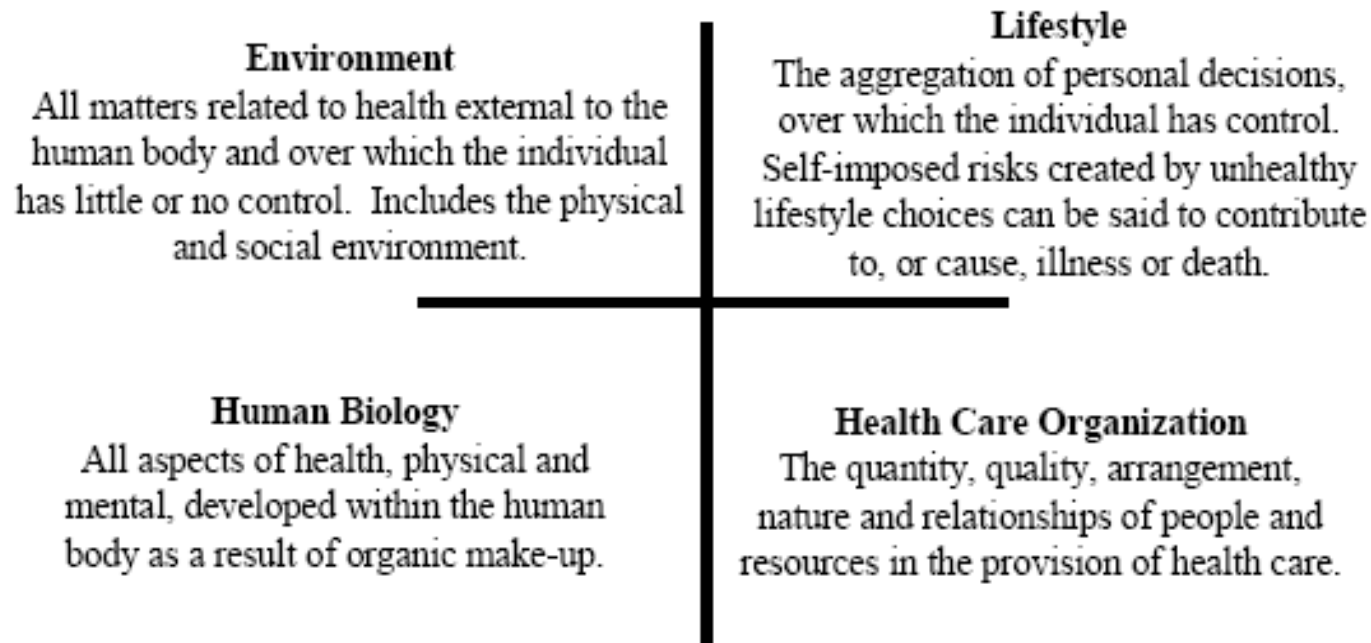 Environment
All matters related to health external to the
human body and over which the individual
has little or no control.  Includes the physical
and social environment.
Lifestyle
The aggregation of personal decisions,
over which the individual has control.
Self-imposed risks created by unhealthy
lifestyle choices can be said to contribute
to, or cause, illness or death.
Human Biology
All aspects of health, physical and
mental, developed within the human
body as a result of organic make-up.
Health Care Organization
The quantity, quality, arrangement,
nature and relationships of people and
resources in the provision of health care.